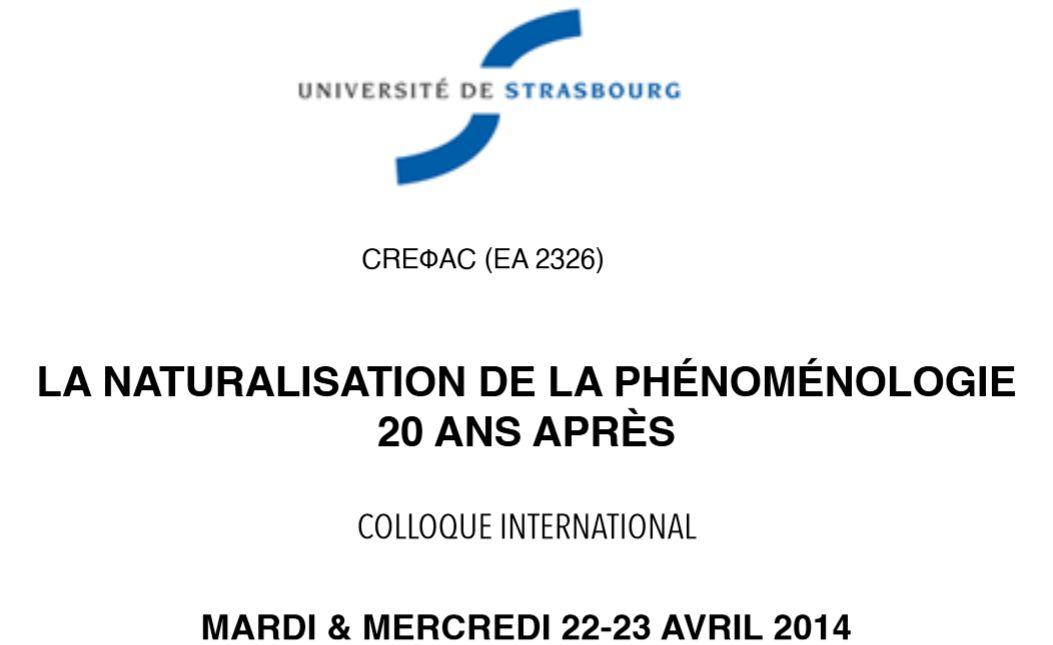 UNIVERSITÉ DE STRASBOURG
CREΦAC (EA 2326)
LA NATURALISATION DE LA PHÉNOMÉNOLOGIE
20 ANS APRÈS
COLLOQUE INTERNATIONAL
MARDI & MERCREDI 22-23 AVRIL 2014